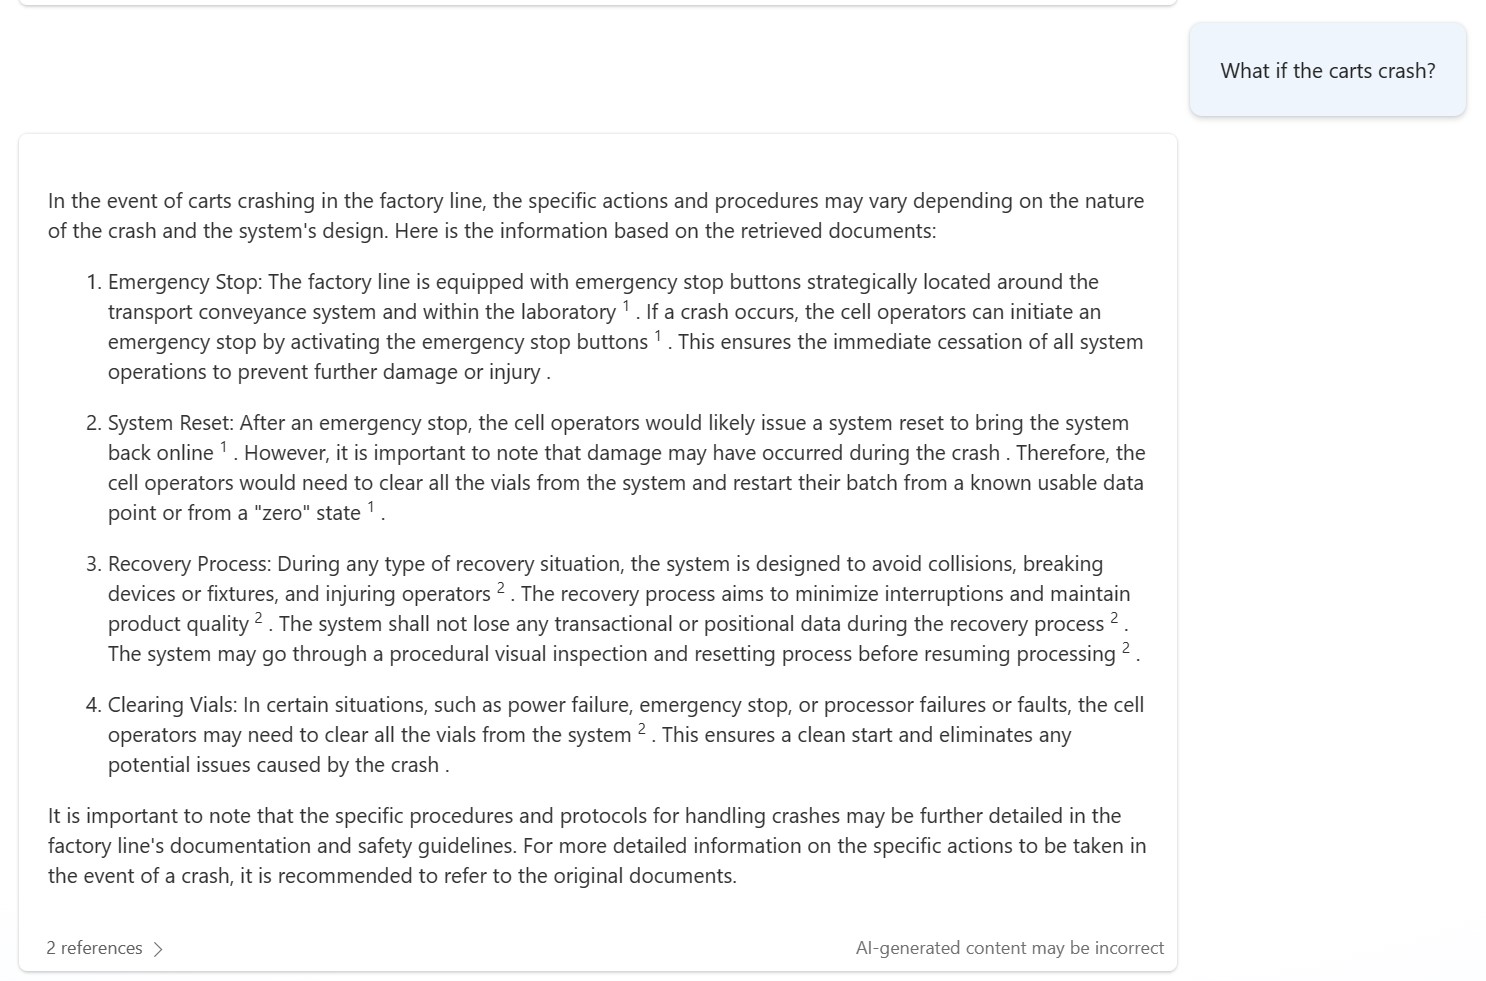 What if the carts crash?
In the event of carts crashing in the factory line, the specific actions and procedures may vary depending on the nature
of the crash and the system's design. Here is the information based on the retrieved documents:
1. Emergency Stop: The factory line is equipped with emergency stop buttons strategically located around the
transport conveyance system and within the laboratory 1 . If a crash occurs, the cell operators can initiate an
emergency stop by activating the emergency stop buttons 1 . This ensures the immediate cessation of all system
operations to prevent further damage or injury .
2. System Reset: After an emergency stop, the cell operators would likely issue a system reset to bring the system
back online 1 . However, it is important to note that damage may have occurred during the crash . Therefore, the
cell operators would need to clear all the vials from the system and restart their batch from a known usable data
point or from a "zero" state 1 .
3. Recovery Process: During any type of recovery situation, the system is designed to avoid collisions, breaking
devices or fixtures, and injuring operators 2 . The recovery process aims to minimize interruptions and maintain
product quality 2 . The system shall not lose any transactional or positional data during the recovery process 2 .
The system may go through a procedural visual inspection and resetting process before resuming processing 2 .
4. Clearing Vials: In certain situations, such as power failure, emergency stop, or processor failures or faults, the cell
operators may need to clear all the vials from the system 2 . This ensures a clean start and eliminates any
potential issues caused by the crash .
It is important to note that the specific procedures and protocols for handling crashes may be further detailed in the
factory line's documentation and safety guidelines. For more detailed information on the specific actions to be taken in
the event of a crash, it is recommended to refer to the original documents.
2 references
AI-generated content may be incorrect